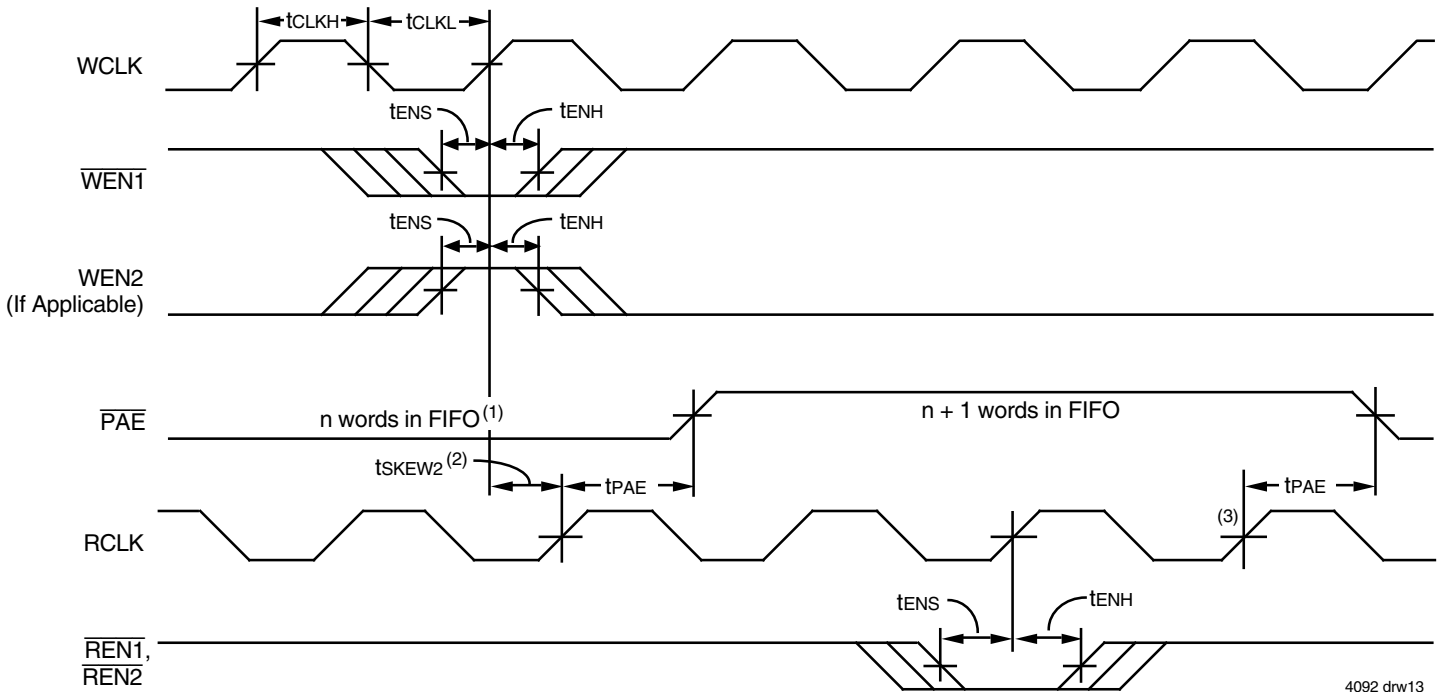 tCLKH tCLKL
WCLK
tENS tENH
WEN1
tENS tENH
WEN2
(If Applicable)
n words in FIFO(1) n + 1 words in FIFO
PAE
tSKEW2(2) tPAE (3) tPAE
RCLK
tENS tENH
REN1,
REN2
4092 drw13